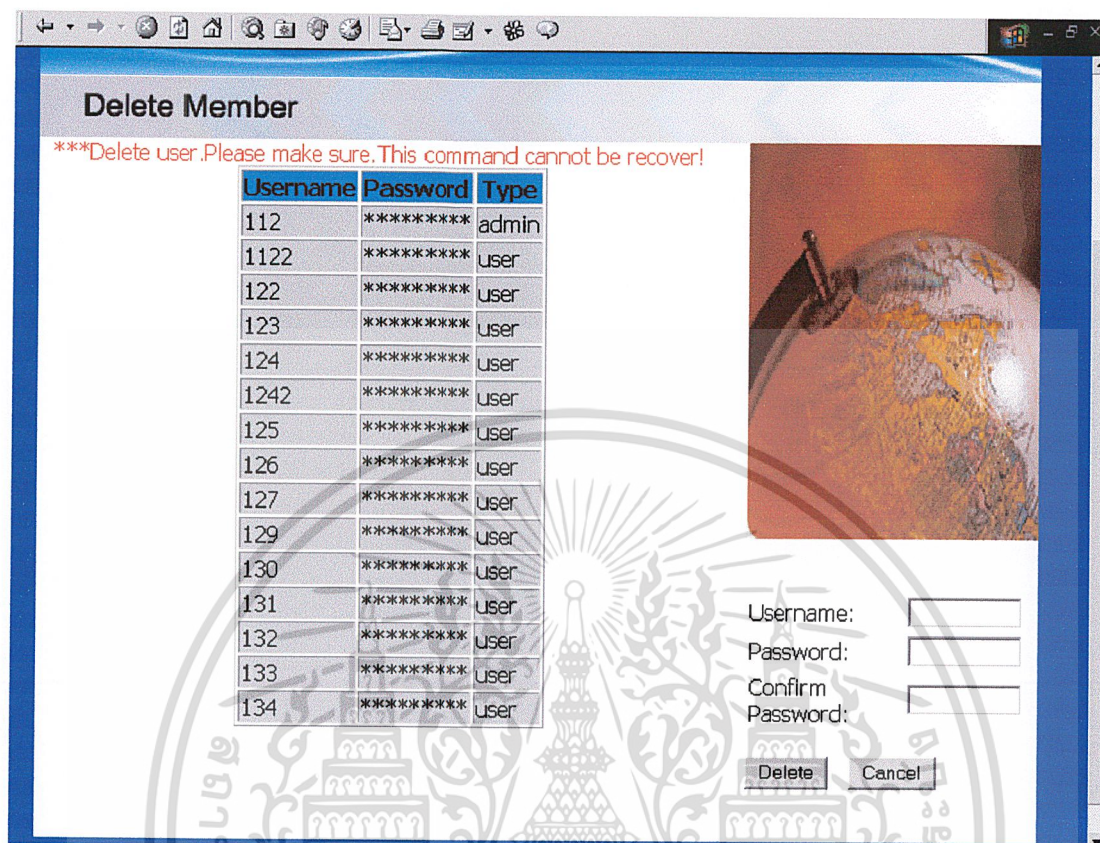 Delete Member
***Delete user.Please make sure.This command cannot be recover!
Username Password Type
112 ********* admin
1122 ********* user
122 ********* user
123 ********* user
124 ********* user
1242 ********* user
125 ********* user
126 ********* user
127 ********* user
129 ********* user
130 ********* user
131 ********* user
132 ********* user
133 ********* user
134 ********* user
Username:
Password:
Confirm
Password:
Delete Cancel